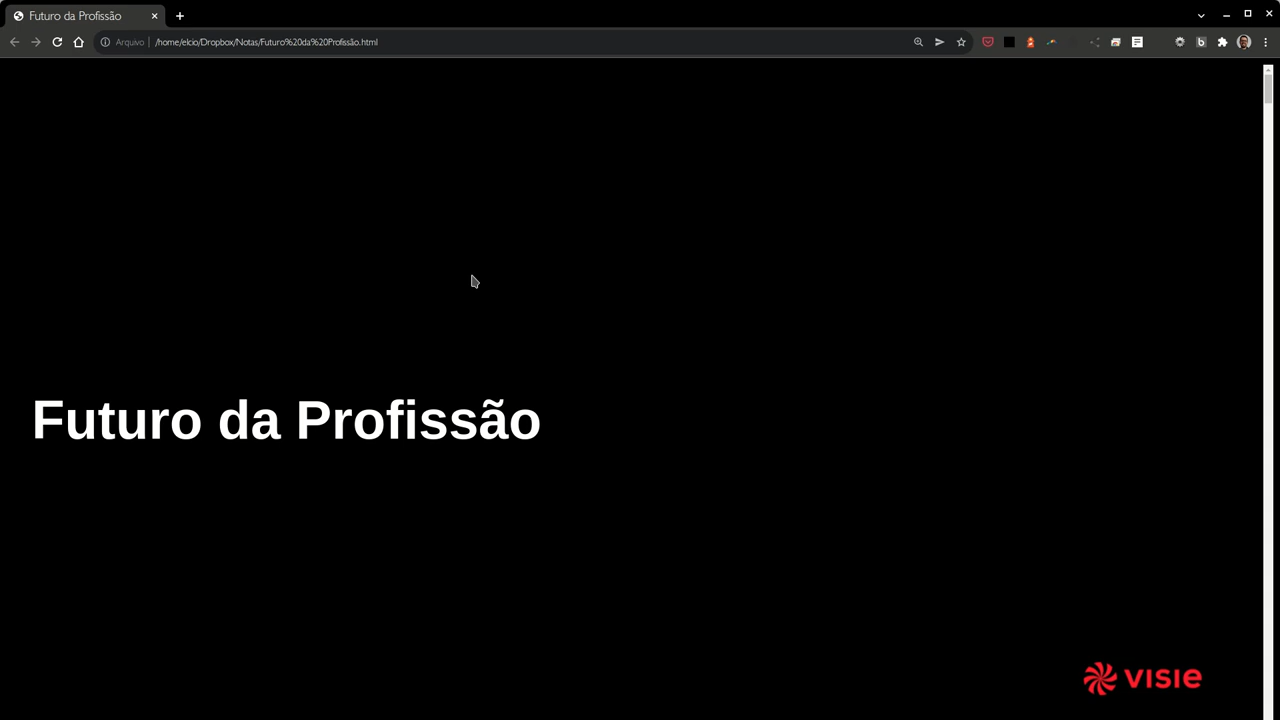 Futuro da Profissão
Arquivo
/home/elcio/Dropbox/Notas/Futuro%20da%20Profissão.html
Futuro da Profissão
VISIE